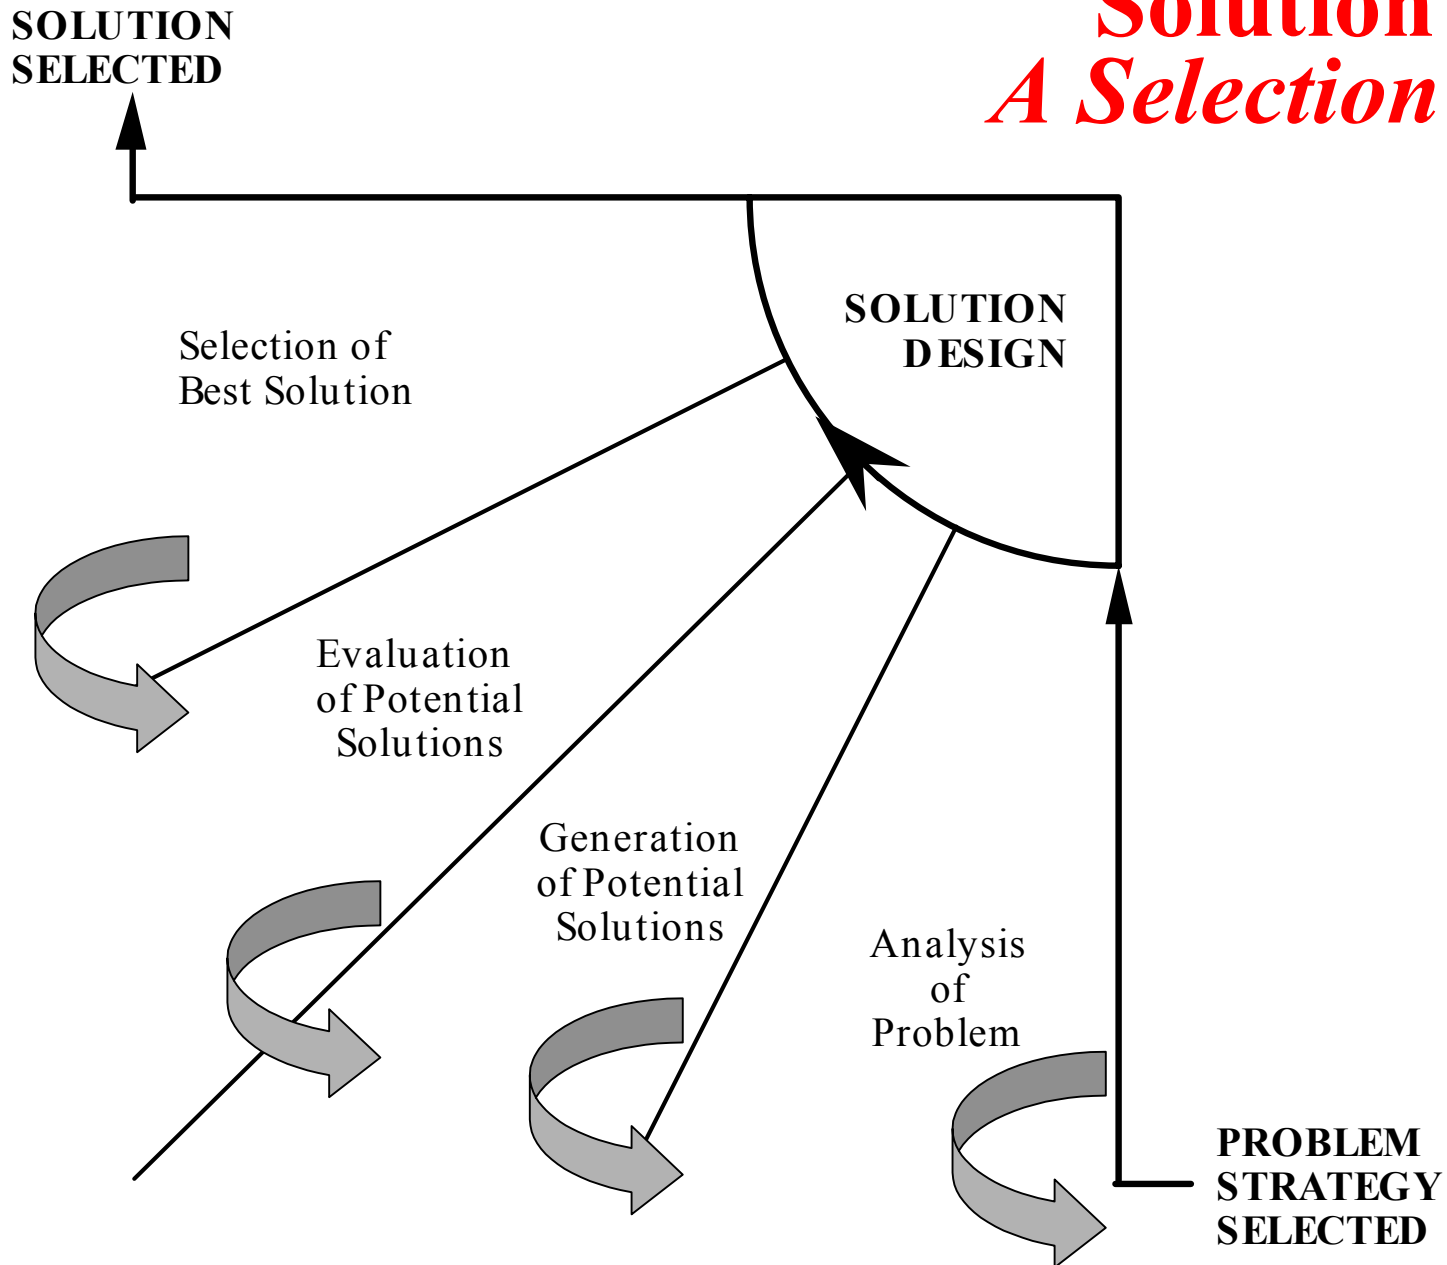 SOLUTION
SELECTED
Solution
A Selection
SOLUTION
DESIGN
Selection of
Best Solution
Evaluation
of Potential
Solutions
Generation
of Potential
Solutions
Analysis
of
Problem
PROBLEM
STRATEGY
SELECTED